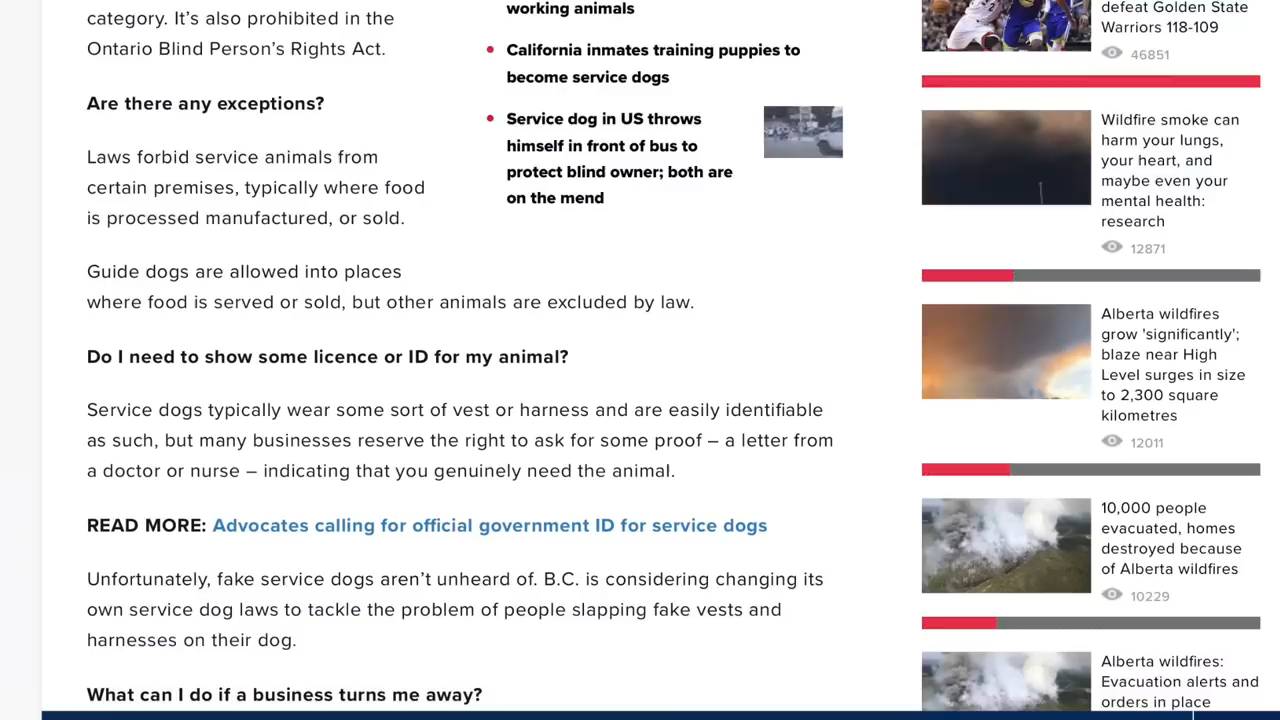 category. It’s also prohibited in the
Ontario Blind Person’s Rights Act.
Are there any exceptions?
Laws forbid service animals from
certain premises, typically where food
is processed manufactured, or sold.
Guide dogs are allowed into places
where food is served or sold, but other animals are excluded by law.
Do I need to show some licence or ID for my animal?
Service dogs typically wear some sort of vest or harness and are easily identifiable
as such, but many businesses reserve the right to ask for some proof – a letter from
a doctor or nurse – indicating that you genuinely need the animal.
READ MORE: Advocates calling for official government ID for service dogs
Unfortunately, fake service dogs aren’t unheard of. B.C. is considering changing its
own service dog laws to tackle the problem of people slapping fake vests and
harnesses on their dog.
What can I do if a business turns me away?
working animals
California inmates training puppies to
become service dogs
Service dog in US throws
himself in front of bus to
protect blind owner; both are
on the mend
defeat Golden State
Warriors 118-109
46851
Wildfire smoke can
harm your lungs,
your heart, and
maybe even your
mental health:
research
12871
Alberta wildfires
grow 'significantly';
blaze near High
Level surges in size
to 2,300 square
kilometres
12011
10,000 people
evacuated, homes
destroyed because
of Alberta wildfires
10229
Alberta wildfires:
Evacuation alerts and
orders in place